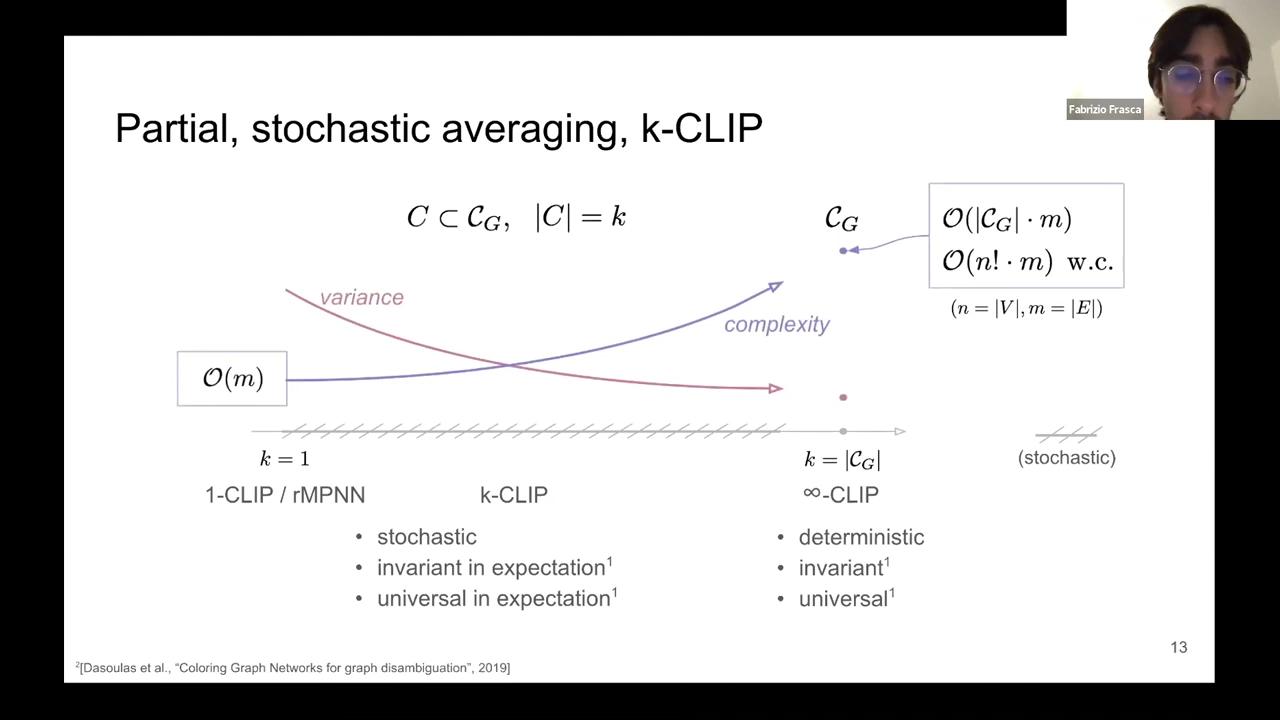 Fabrizio Frasca
Partial, stochastic averaging, k-CLIP
C ⊂ 𝒞_G, |C| = k
𝒞_G
𝒪(|𝒞_G| · m)
𝒪(n! · m) w.c.
(n = |V|, m = |E|)
variance
complexity
𝒪(m)
k = 1
k = |𝒞_G|
(stochastic)
1-CLIP / rMPNN
k-CLIP
∞-CLIP
• stochastic
• invariant in expectation¹
• universal in expectation¹
• deterministic
• invariant¹
• universal¹
13
²[Dasoulas et al., “Coloring Graph Networks for graph disambiguation”, 2019]